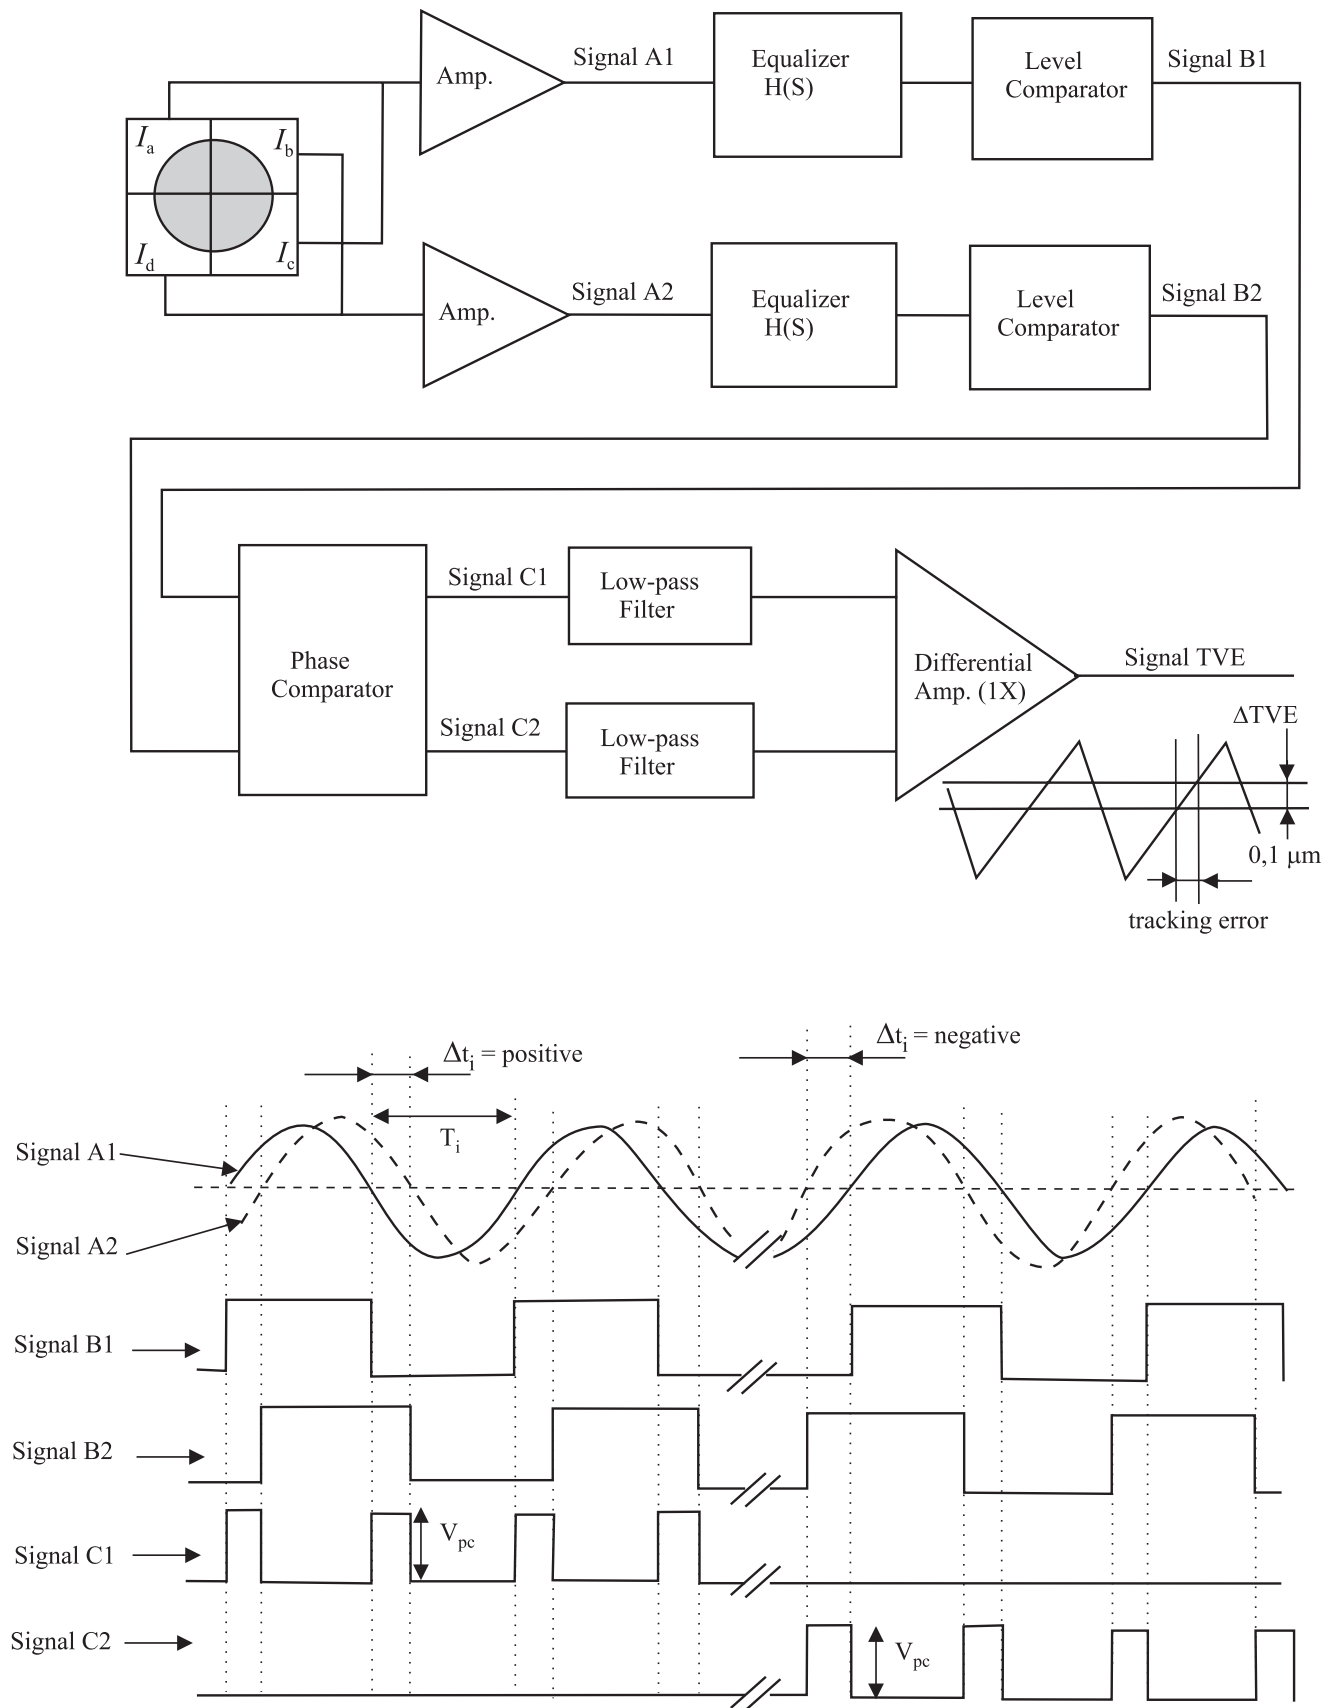 Signal A1
Equalizer
H(S)
Level
Comparator
Signal B1
Amp.
Ia
Ib
Id
Ic
Signal A2
Equalizer
H(S)
Level
Comparator
Signal B2
Amp.
Phase
Comparator
Signal C1
Low-pass
Filter
Signal C2
Low-pass
Filter
Differential
Amp. (1X)
Signal TVE
ΔTVE
0,1 μm
tracking error
Δti = positive
Δti = negative
Ti
Signal A1
Signal A2
Signal B1
Signal B2
Signal C1
Vpc
Signal C2
Vpc